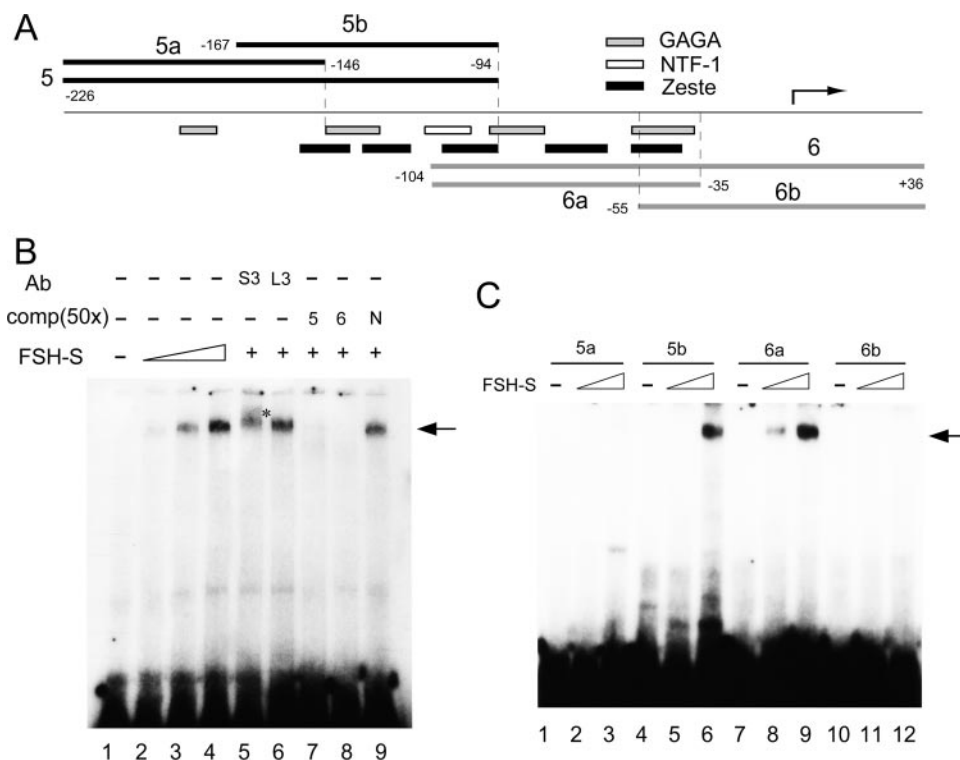 A
5b
5a
-167
GAGA
-146
-94
NTF-1
5
Zeste
-226
6
-104
-35
+36
6a
-55
6b
B
Ab - - - - S3 L3 - - -
comp(50x) - - - - - - 5 6 N
FSH-S - + + + + +
*
1 2 3 4 5 6 7 8 9
C
5a 5b 6a 6b
FSH-S - - - -
1 2 3 4 5 6 7 8 9 10 11 12